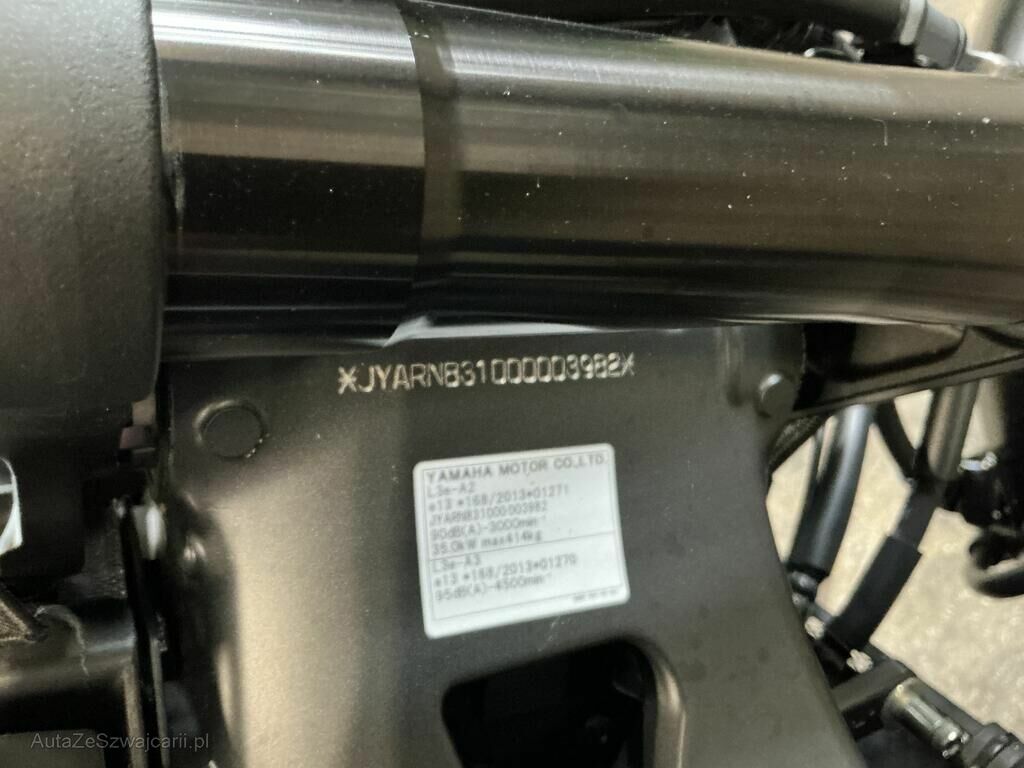 *JYARN831000003982*
YAMAHA MOTOR CO.,LTD.
L3e-A2
e13 *168/2013*01271
JYARN831000003982
90dB(A)-3000min⁻¹
35.0kW max414kg
L3e-A3
e13 *168/2013*01270
95dB(A)-4500min⁻¹
AutaZeSzwajcarii.pl